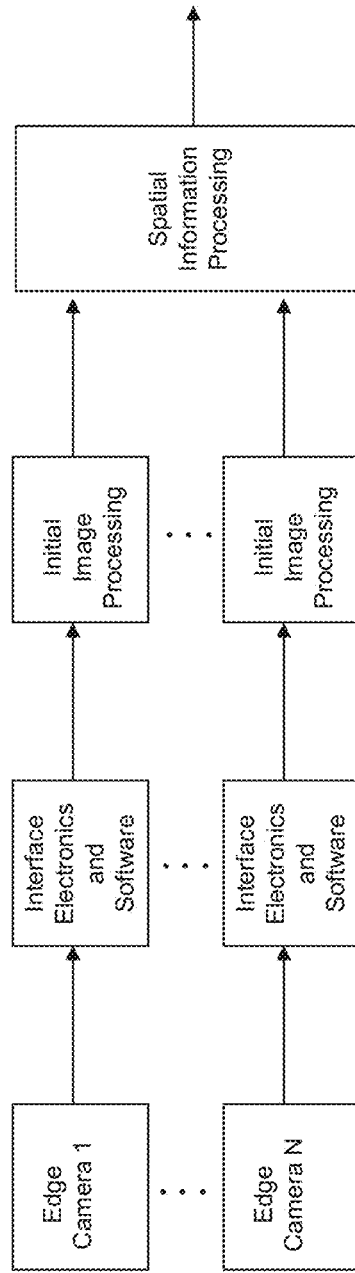 Edge
Camera 1
Interface
Electronics
and
Software
Initial
Image
Processing
Edge
Camera N
Interface
Electronics
and
Software
Initial
Image
Processing
Spatial
Information
Processing